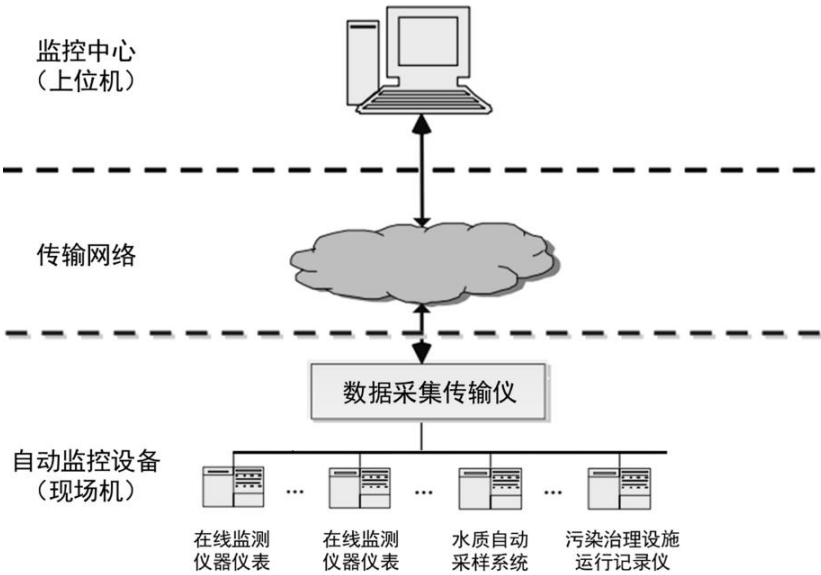 监控中心
（上位机）
传输网络
数据采集传输仪
自动监控设备
（现场机）
... ... ...
在线监测
仪器仪表
在线监测
仪器仪表
水质自动
采样系统
污染治理设施
运行记录仪